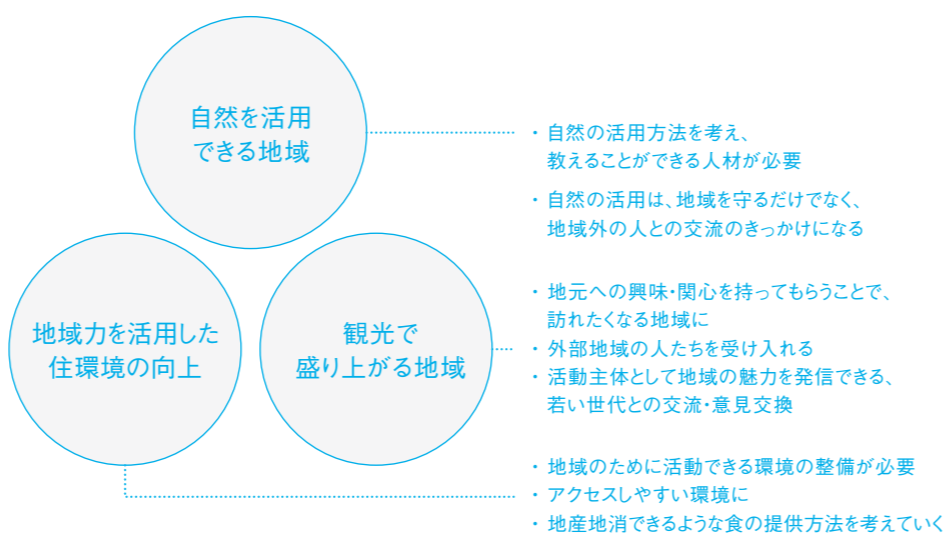 自然を活用
できる地域
・自然の活用方法を考え、
教えることができる人材が必要
・自然の活用は、地域を守るだけでなく、
地域外の人との交流のきっかけになる
地域力を活用した
住環境の向上
観光で
盛り上がる地域
・地元への興味・関心を持ってもらうことで、
訪れたくなる地域に
・外部地域の人たちを受け入れる
・活動主体として地域の魅力を発信できる、
若い世代との交流・意見交換
・地域のために活動できる環境の整備が必要
・アクセスしやすい環境に
・地産地消できるような食の提供方法を考えていく